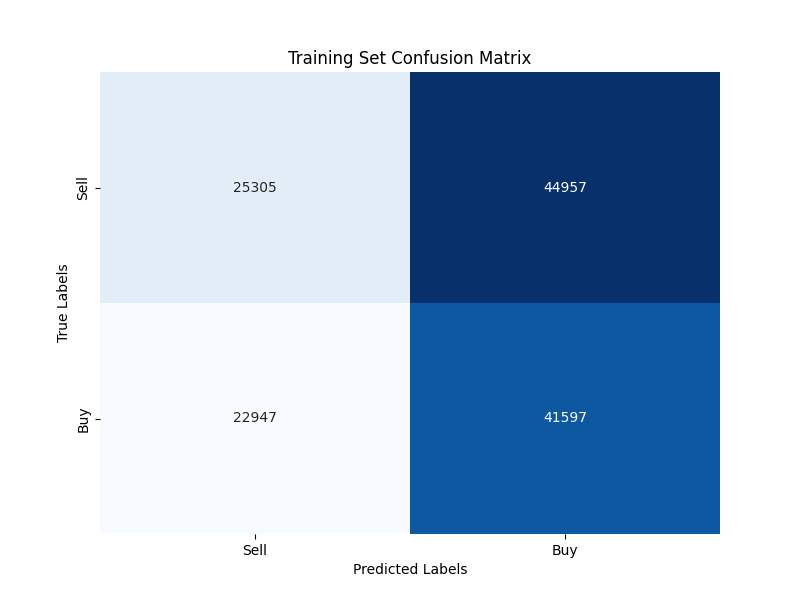 Training Set Confusion Matrix
True Labels
Sell
25305 44957
Buy
22947 41597
Sell Buy
Predicted Labels